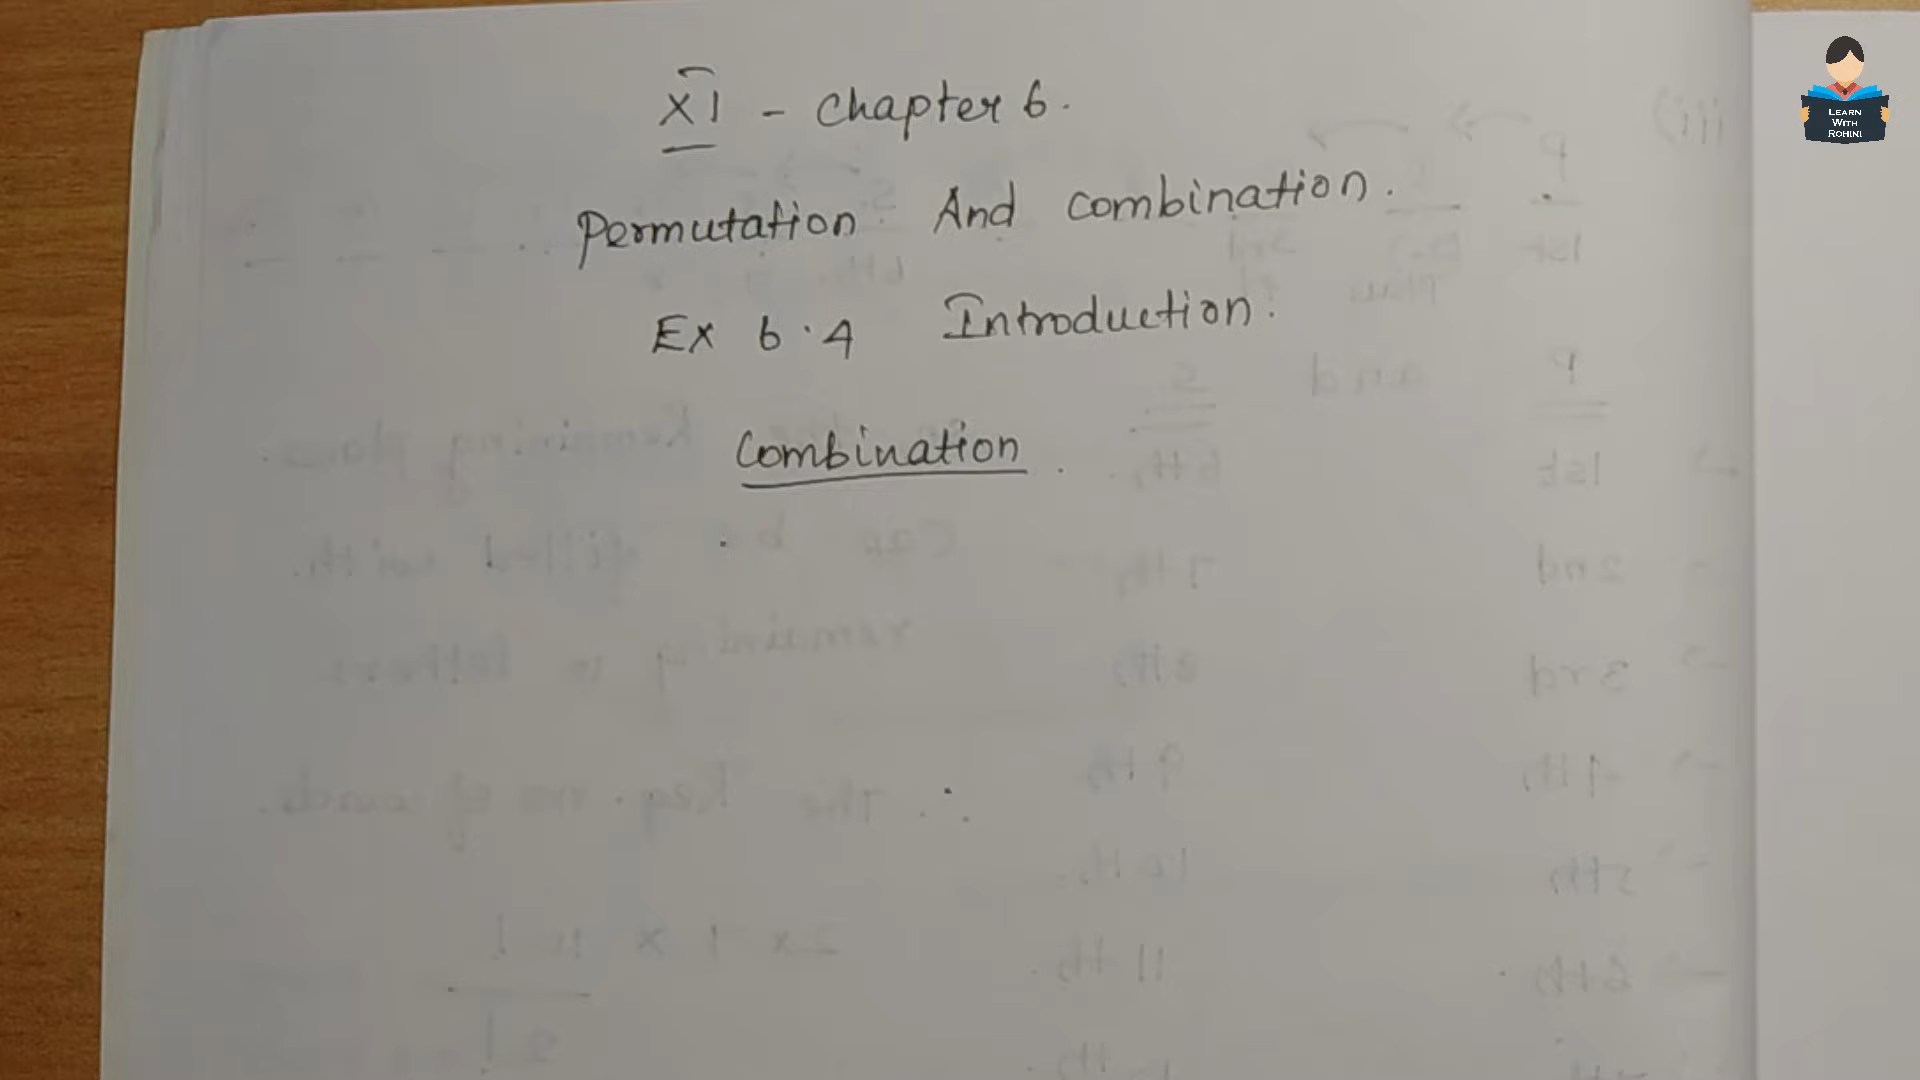 XI - Chapter 6.
Permutation And combination.
Ex 6.4 Introduction.
Combination.
LEARN
WITH
ROHINI